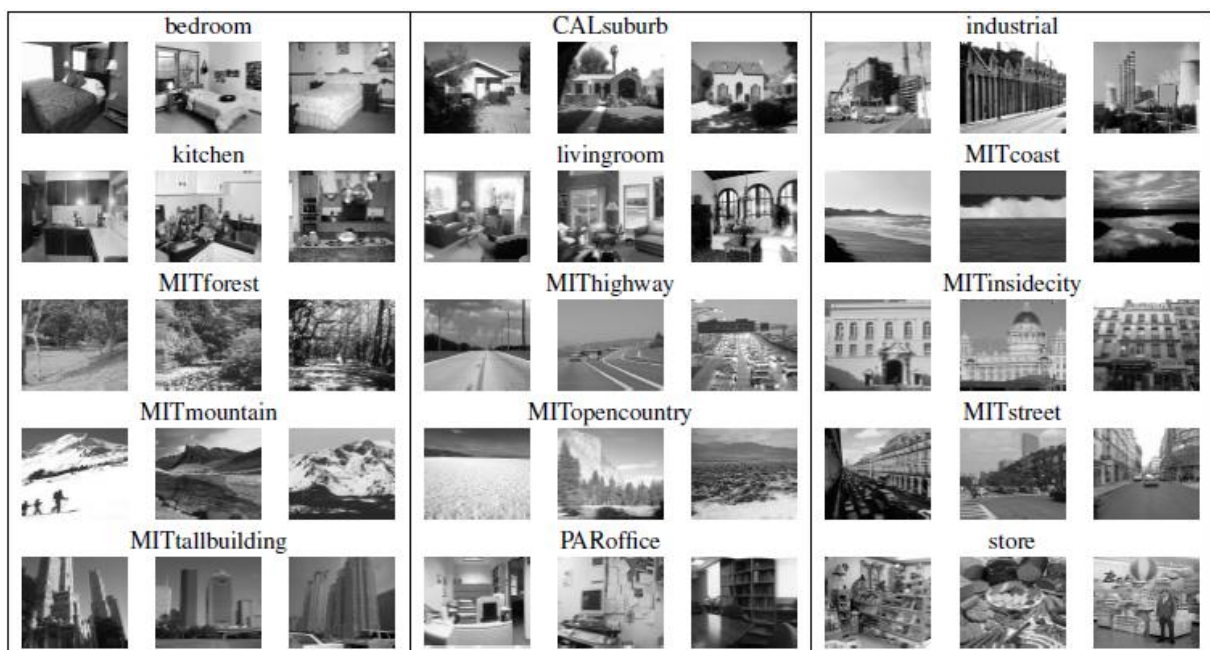 bedroom CALsuburb industrial
kitchen livingroom MITcoast
MITforest MIThighway MITinsidecity
MITmountain MITopencountry MITstreet
MITtallbuilding PARoffice store